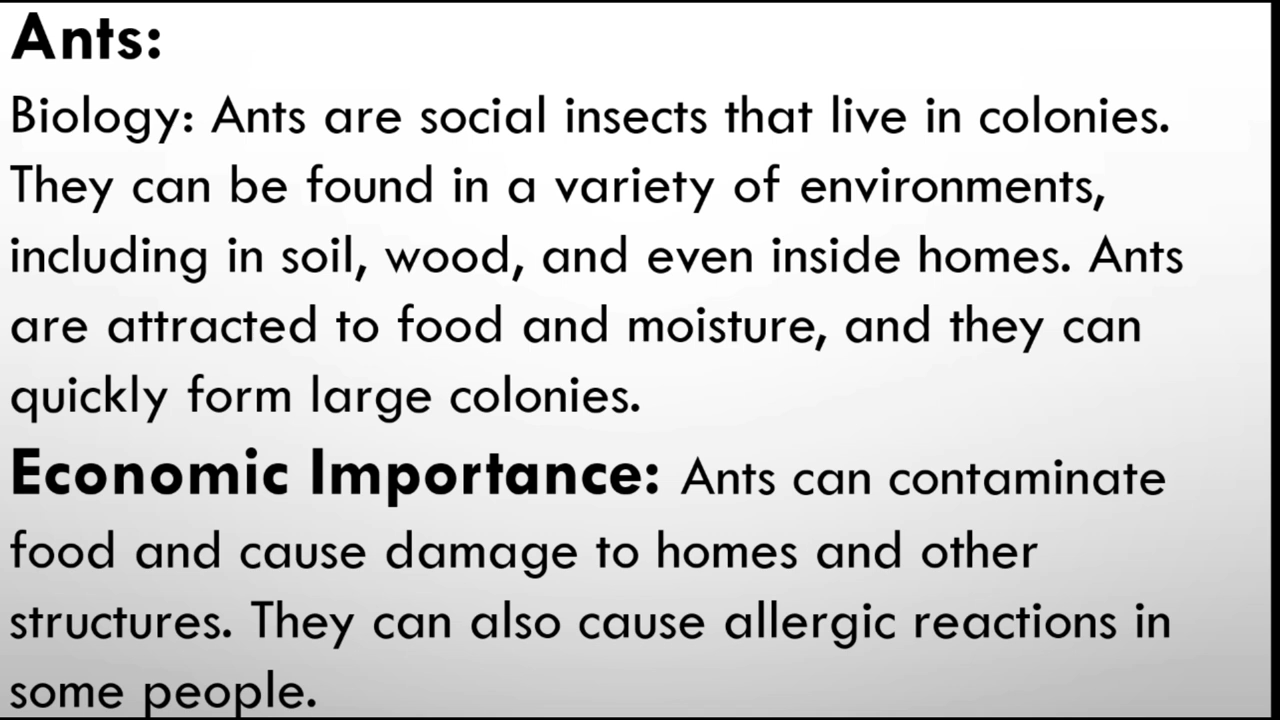 Ants:
Biology: Ants are social insects that live in colonies.
They can be found in a variety of environments,
including in soil, wood, and even inside homes. Ants
are attracted to food and moisture, and they can
quickly form large colonies.
Economic Importance: Ants can contaminate
food and cause damage to homes and other
structures. They can also cause allergic reactions in
some people.